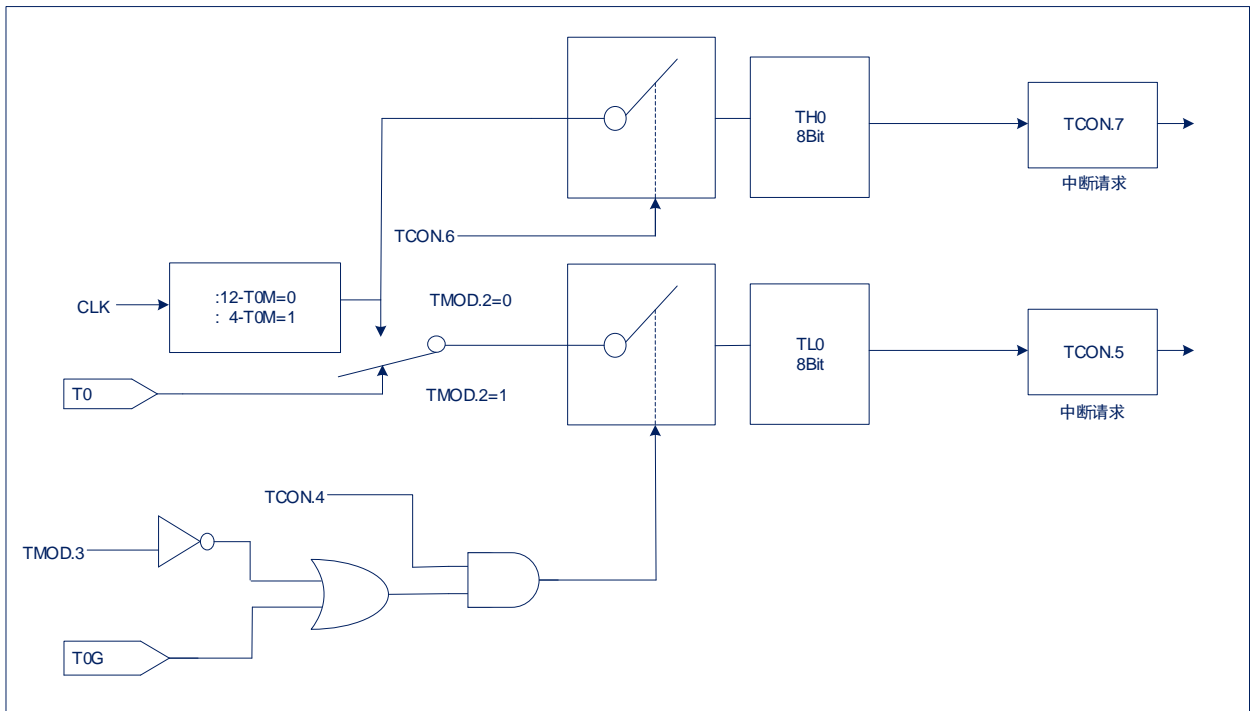 TH0
8Bit
TCON.7
中断请求
TCON.6
CLK
:12-T0M=0
: 4-T0M=1
TMOD.2=0
TL0
8Bit
TCON.5
中断请求
T0
TMOD.2=1
TCON.4
TMOD.3
T0G